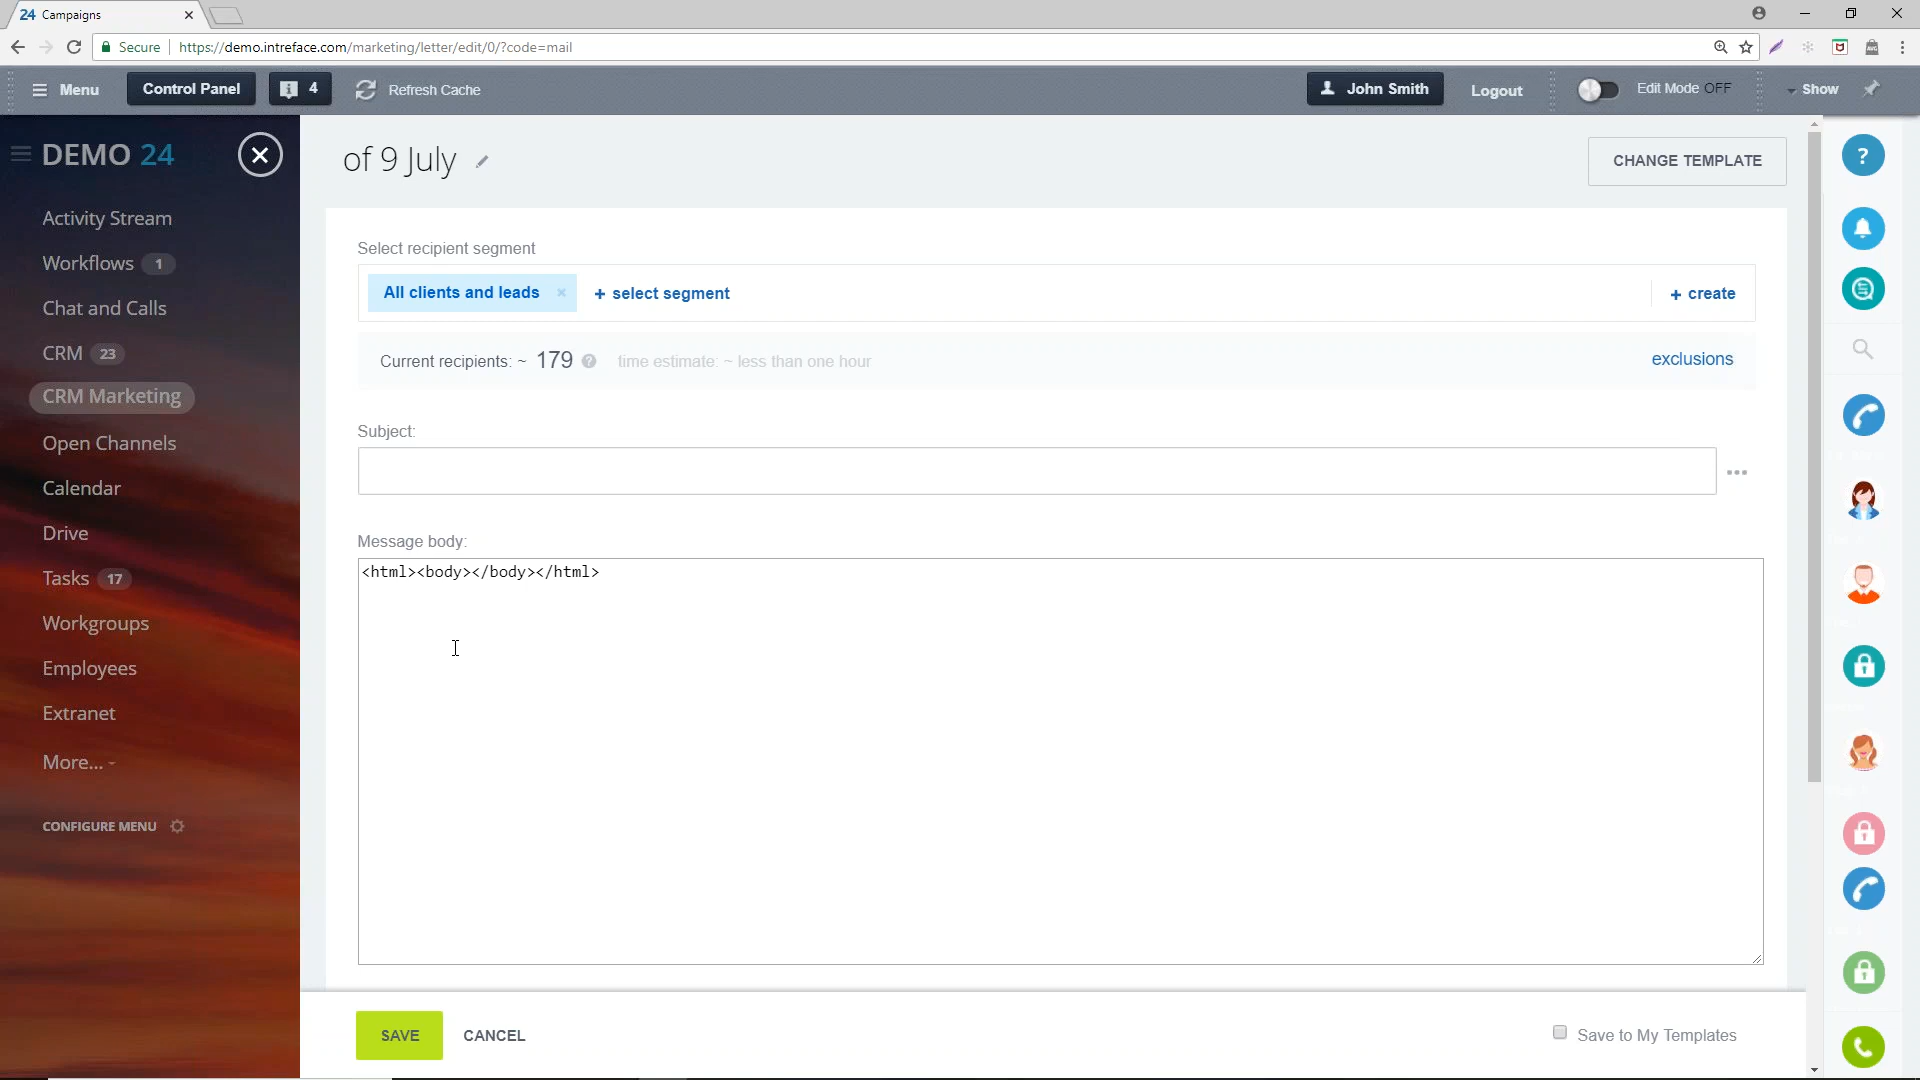 24 Campaigns
Secure https://demo.intreface.com/marketing/letter/edit/0/?code=mail
Menu Control Panel 4 Refresh Cache John Smith Logout Edit Mode OFF Show
DEMO 24
Activity Stream
Workflows 1
Chat and Calls
CRM 23
CRM Marketing
Open Channels
Calendar
Drive
Tasks 17
Workgroups
Employees
Extranet
More...
CONFIGURE MENU
of 9 July
CHANGE TEMPLATE
Select recipient segment
All clients and leads × + select segment + create
Current recipients: ~ 179 ? time estimate: ~ less than one hour exclusions
Subject:
Message body:
<html><body></body></html>
SAVE CANCEL Save to My Templates
?